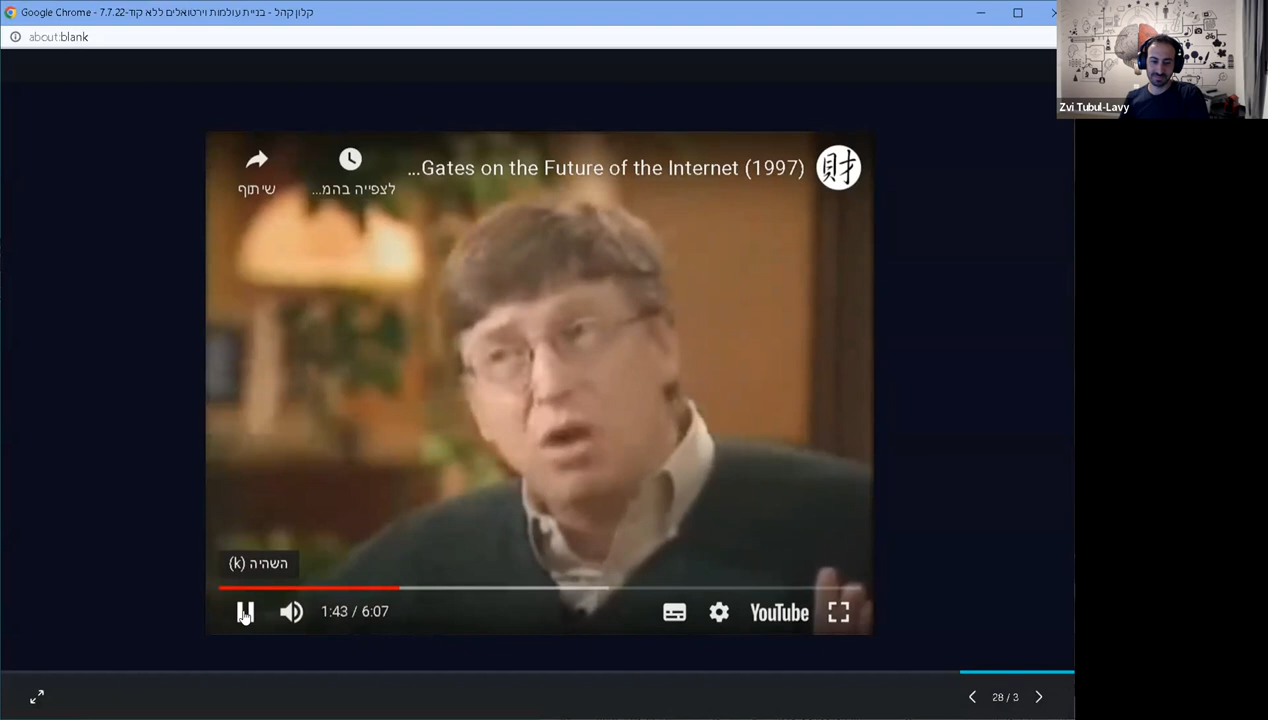 קלון קהל - בניית עולמות וירטואלים ללא קוד-7.7.22 - Google Chrome
about:blank
Zvi Tubul-Lavy
...Gates on the Future of the Internet (1997)
財
שיתוף
לצפייה בהמ...
השהיה (k)
1:43 / 6:07
YouTube
28 / 3